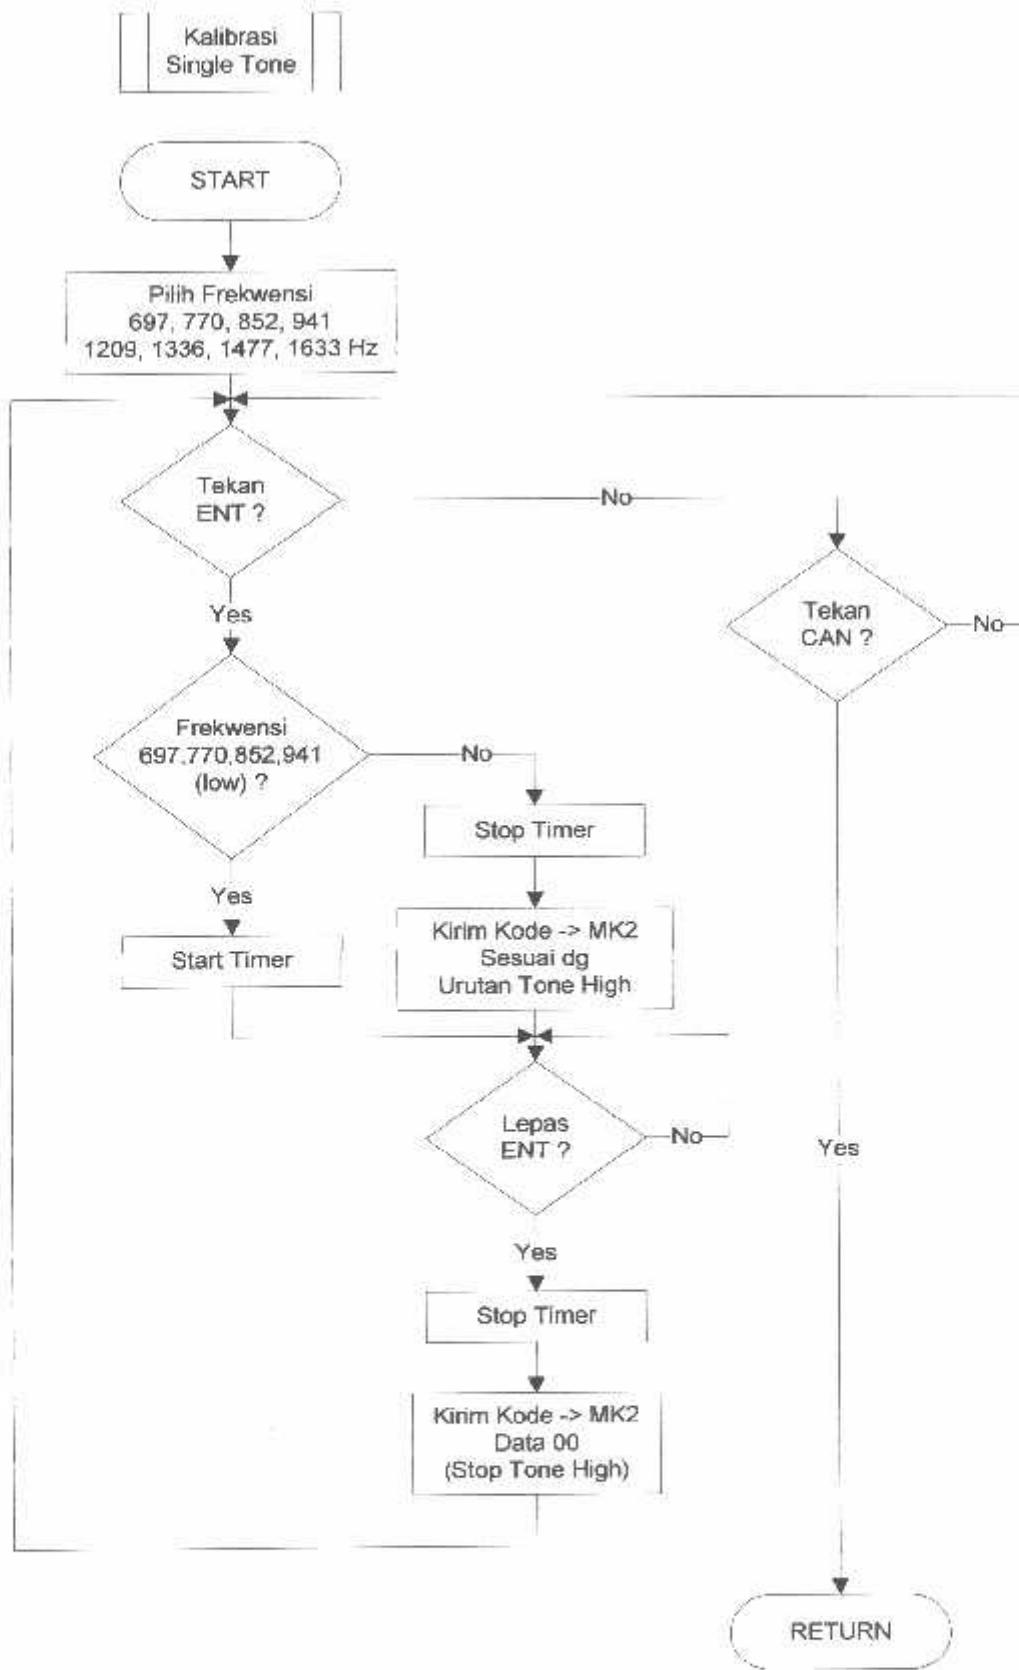 Kalibrasi
Single Tone
START
Pilih Frekwensi
697, 770, 852, 941
1209, 1336, 1477, 1633 Hz
Tekan
ENT ?
No
Yes
Tekan
CAN ?
No
Frekwensi
697,770,852,941
(low) ?
No
Stop Timer
Yes
Kirim Kode -> MK2
Sesuai dg
Urutan Tone High
Start Timer
Lepas
ENT ?
No
Yes
Yes
Stop Timer
Kirim Kode -> MK2
Data 00
(Stop Tone High)
RETURN